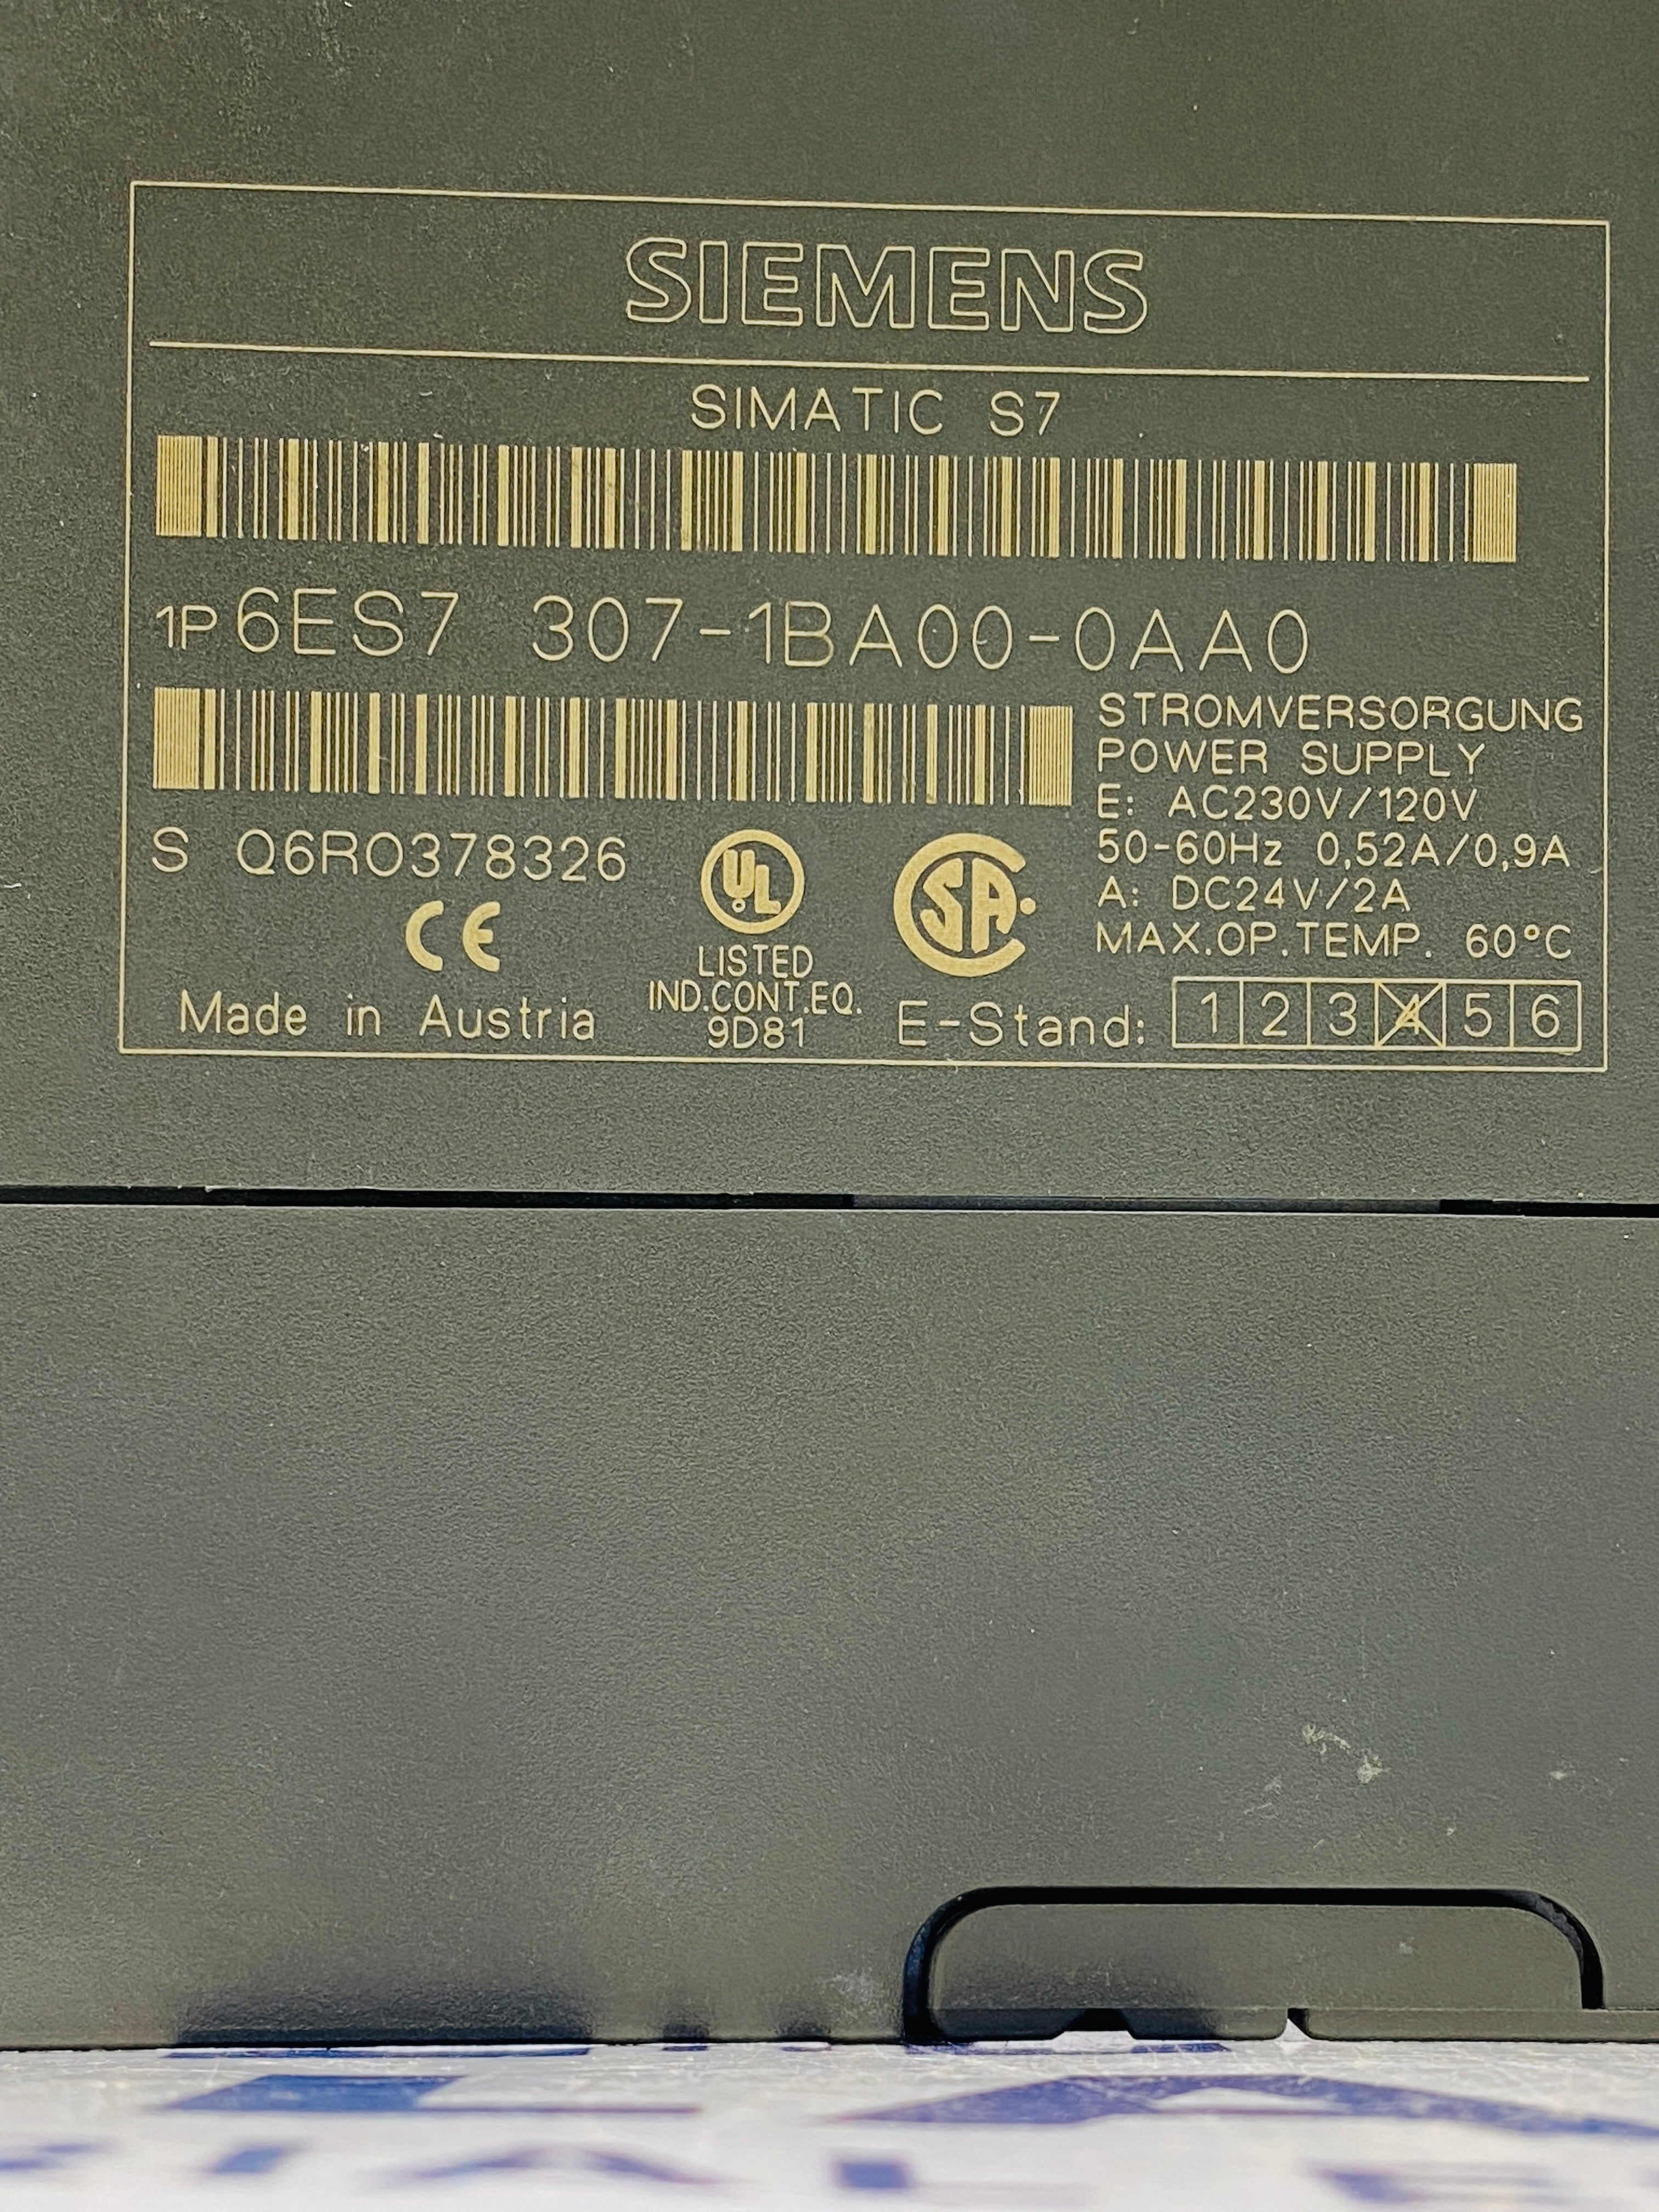 SIEMENS
SIMATIC S7
1P 6ES7 307-1BA00-0AA0
STROMVERSORGUNG
POWER SUPPLY
E: AC230V/120V
50-60Hz 0,52A/0,9A
A: DC24V/2A
MAX.OP.TEMP. 60°C
S Q6R0378326
CE
UL
LISTED
IND.CONT.EQ.
9D81
SA
Made in Austria
E-Stand: 1 2 3 4 5 6